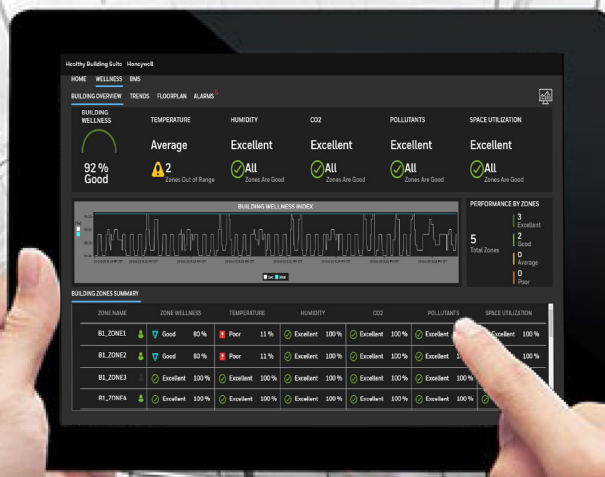 Healthy Building Suite Honeywell
HOME WELLNESS BMS
BUILDING OVERVIEW TRENDS FLOORPLAN ALARMS
BUILDING WELLNESS
92 %
Good
TEMPERATURE
Average
2
Zones Out of Range
HUMIDITY
Excellent
All
Zones Are Good
CO2
Excellent
All
Zones Are Good
POLLUTANTS
Excellent
All
Zones Are Good
SPACE UTILIZATION
Excellent
All
Zones Are Good
BUILDING WELLNESS INDEX
PERFORMANCE BY ZONES
5
Total Zones
3
Excellent
2
Good
0
Average
0
Poor
BUILDING ZONES SUMMARY
ZONE NAME ZONE WELLNESS TEMPERATURE HUMIDITY CO2 POLLUTANTS SPACE UTILIZATION
B1_ZONE1 Good 80 % Poor 11 % Excellent 100 % Excellent 100 % Excellent Excellent 100 %
B1_ZONE2 Good 80 % Poor 11 % Excellent 100 % Excellent 100 % Excellent 100 %
B1_ZONE3 Excellent 100 % Excellent 100 % Excellent 100 % Excellent 100 % Excellent
B1_ZONE4 Excellent 100 % Excellent 100 % Excellent 100 % Excellent 100 % Excellent